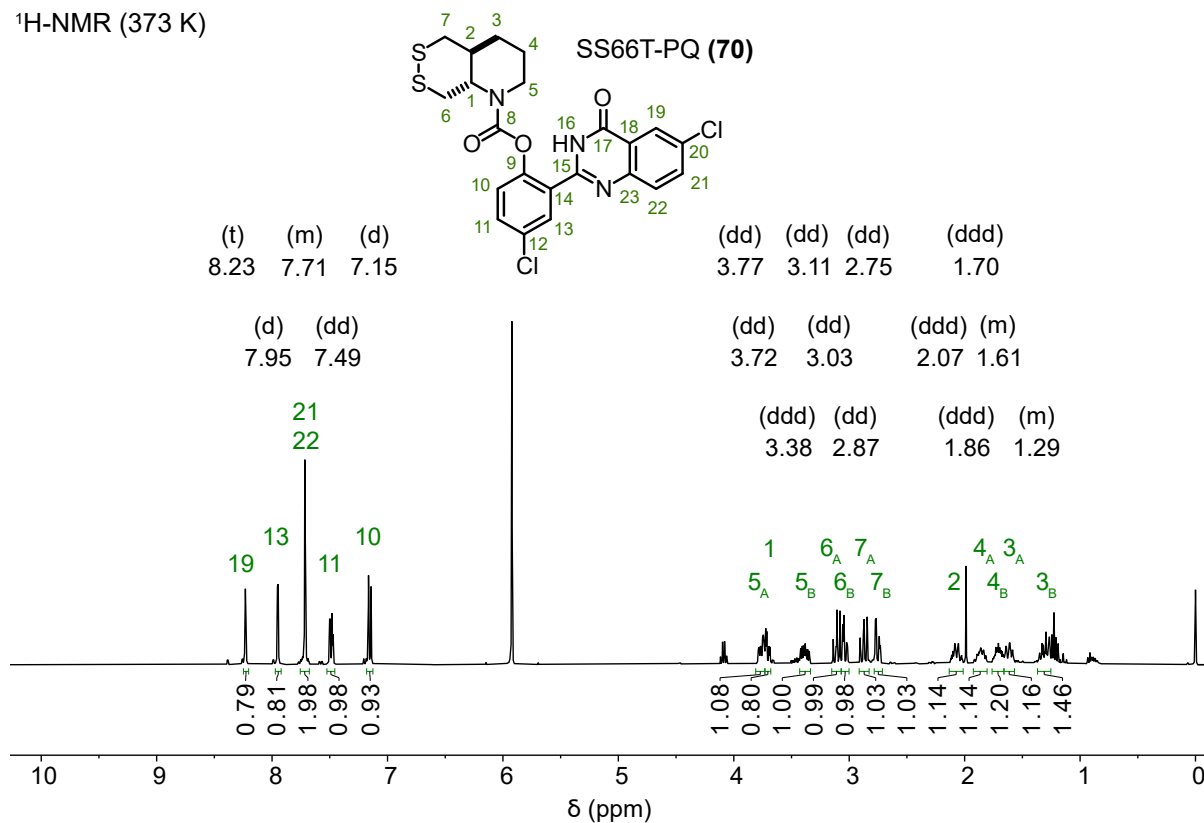 ¹H-NMR (373 K)
SS66T-PQ (70)
7
3
2
4
S
S
1
N
5
6
8
O
O
O
16
HN
17
18
19
Cl
20
9
15
10
14
N
23
21
22
11
12
13
Cl
(t) (m) (d) (dd) (dd) (dd) (ddd)
8.23 7.71 7.15 3.77 3.11 2.75 1.70
(d) (dd) (dd) (dd) (ddd) (m)
7.95 7.49 3.72 3.03 2.07 1.61
(ddd) (dd) (ddd) (m)
3.38 2.87 1.86 1.29
21
22
19 13 11 10
1 6A 7A 4A 3A
5A 5B 6B 7B 2 4B 3B
0.79 0.81 1.98 0.98 0.93 1.08 0.80 1.00 0.99 0.98 1.03 1.03 1.14 1.14 1.20 1.16 1.46
10 9 8 7 6 5 4 3 2 1 0
δ (ppm)